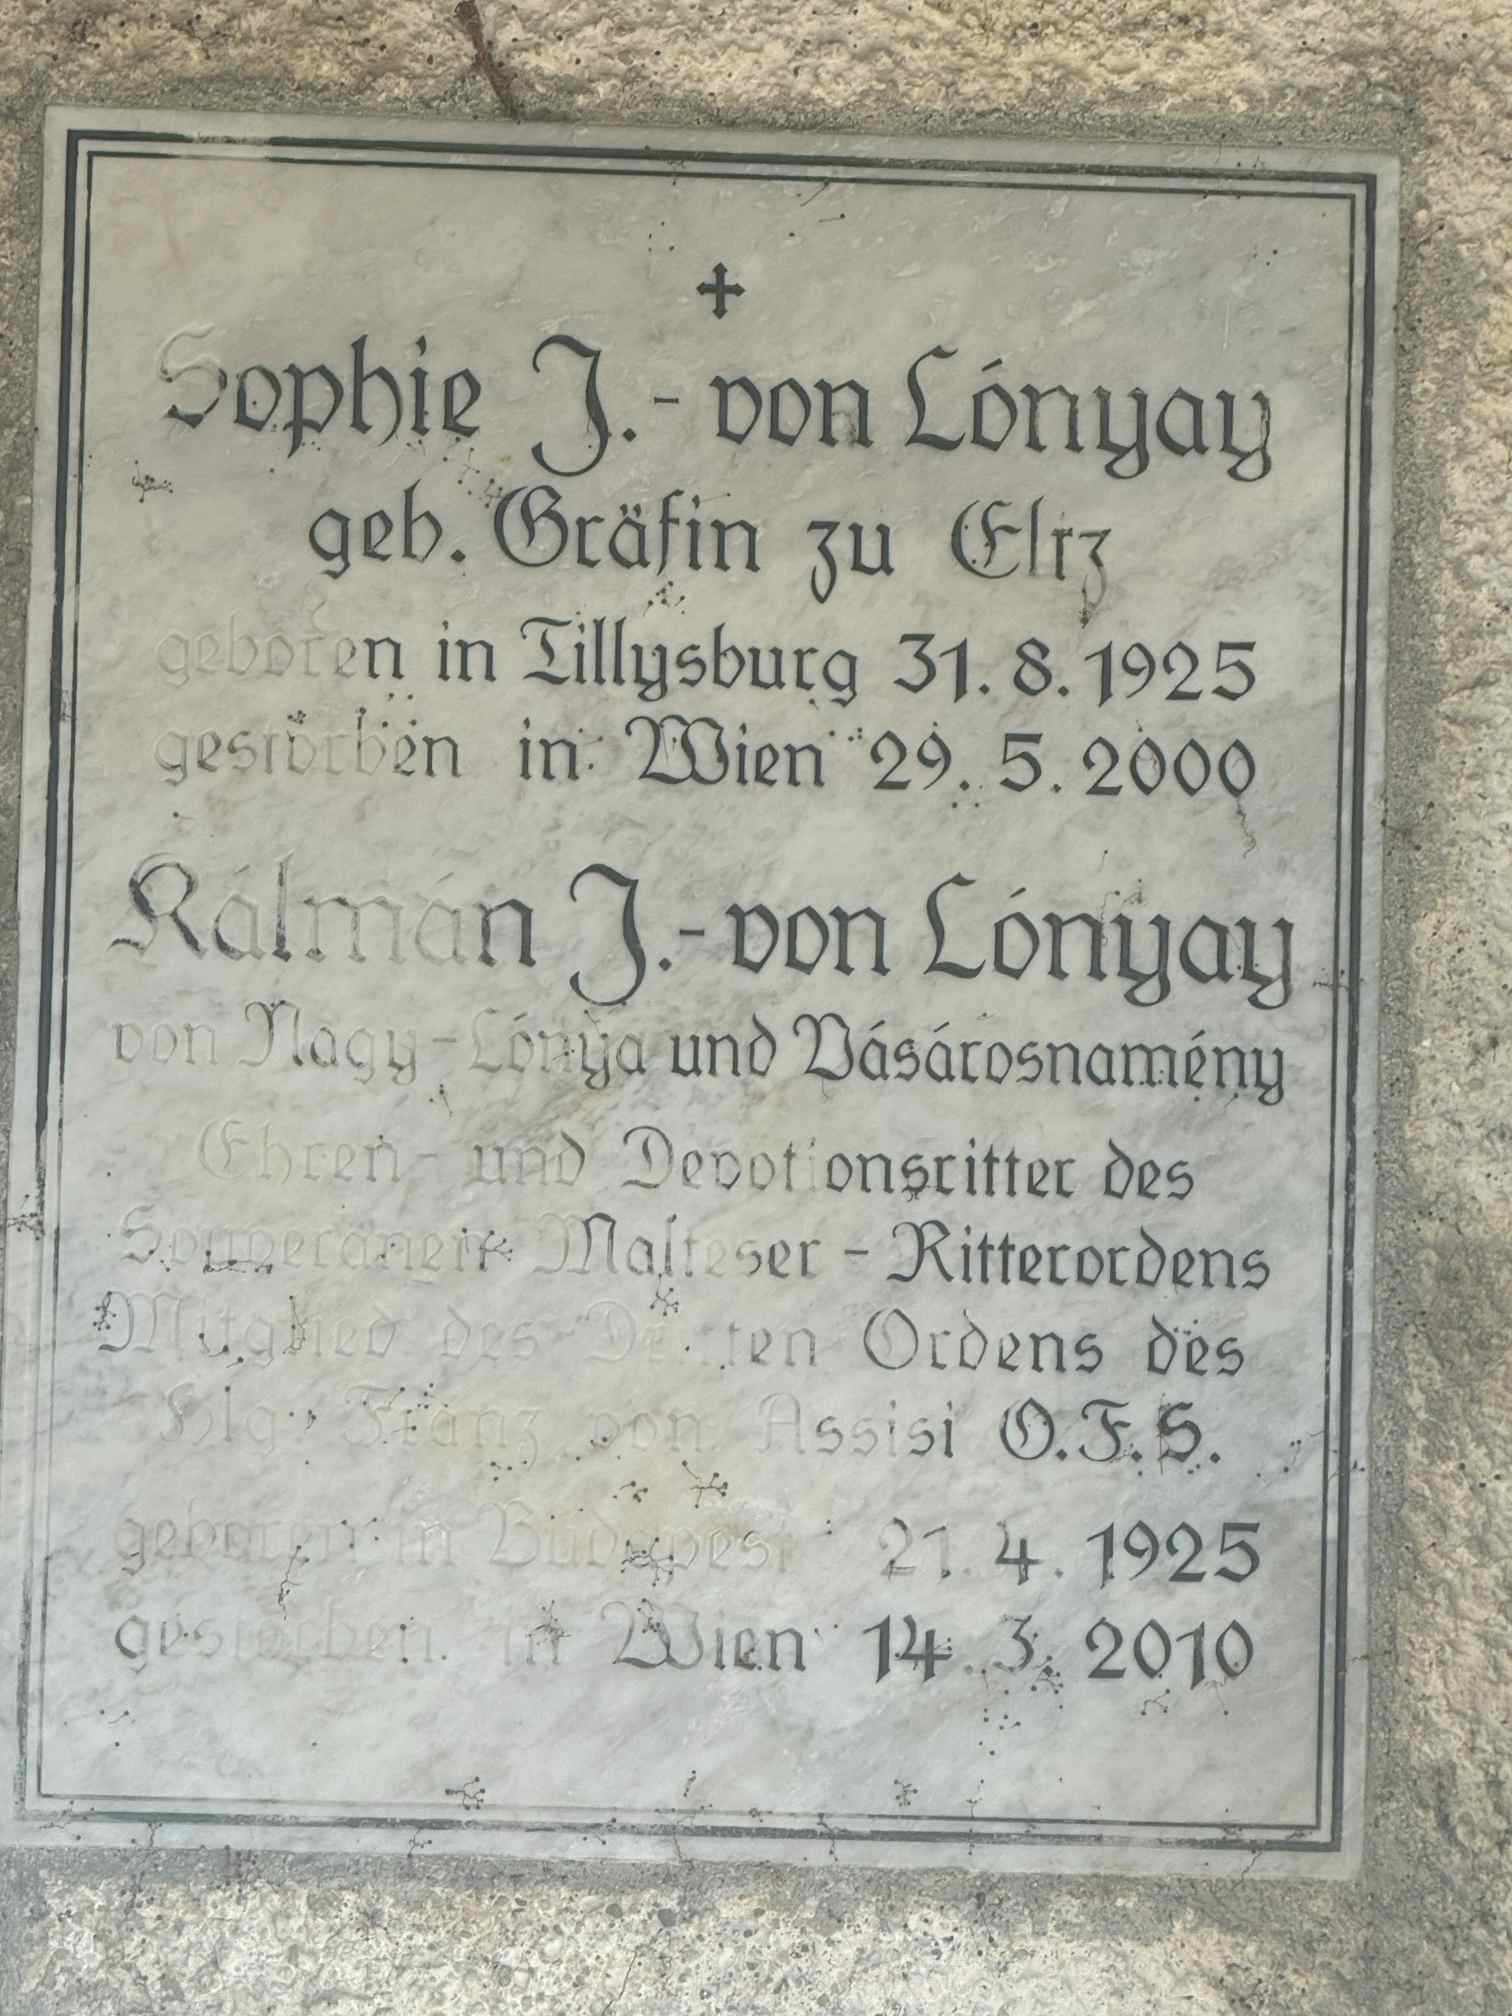 Sophie J.- von Lónyay
geb. Gräfin zu Eltz
geboren in Tillysburg 31. 8. 1925
gestorben in Wien 29. 5. 2000
Kálmán J.- von Lónyay
von Nagy-Lónya und Vásárosnamény
Ehren- und Devotionsritter des
Souveränen Malteser-Ritterordens
Mitglied des Dritten Ordens des
Hlg. Franz von Assisi O.F.S.
geboren in Budapest 21. 4. 1925
gestorben in Wien 14. 3. 2010